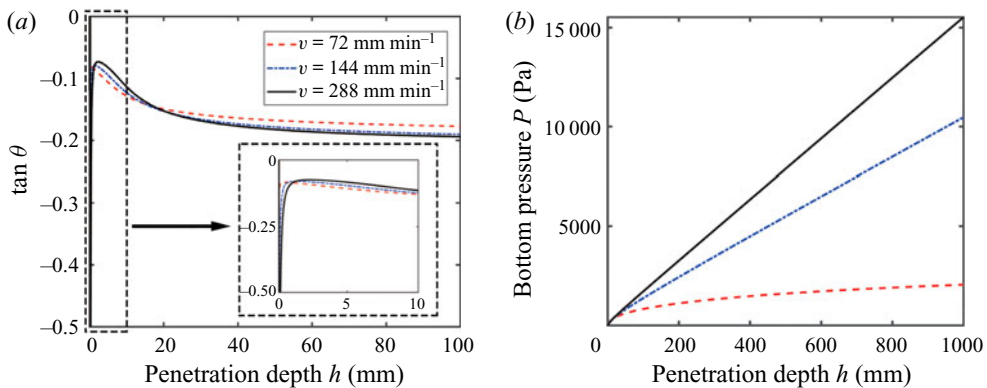 (a)
0
–0.1
–0.2
–0.3
–0.4
–0.5
tan θ
υ = 72 mm min⁻¹
υ = 144 mm min⁻¹
υ = 288 mm min⁻¹
0
–0.25
–0.50
0 5 10
0 20 40 60 80 100
Penetration depth h (mm)
(b)
15 000
10 000
5000
Bottom pressure P (Pa)
0 200 400 600 800 1000
Penetration depth h (mm)